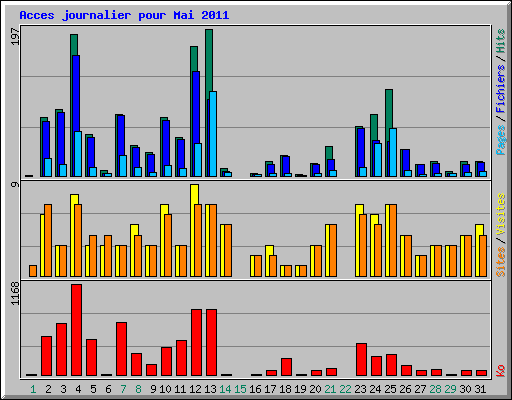 Acces journalier pour Mai 2011
197
9
1168
Pages/Fichiers/Hits
Sites/Visites
Ko
1 2 3 4 5 6 7 8 9 10 11 12 13 14 15 16 17 18 19 20 21 22 23 24 25 26 27 28 29 30 31